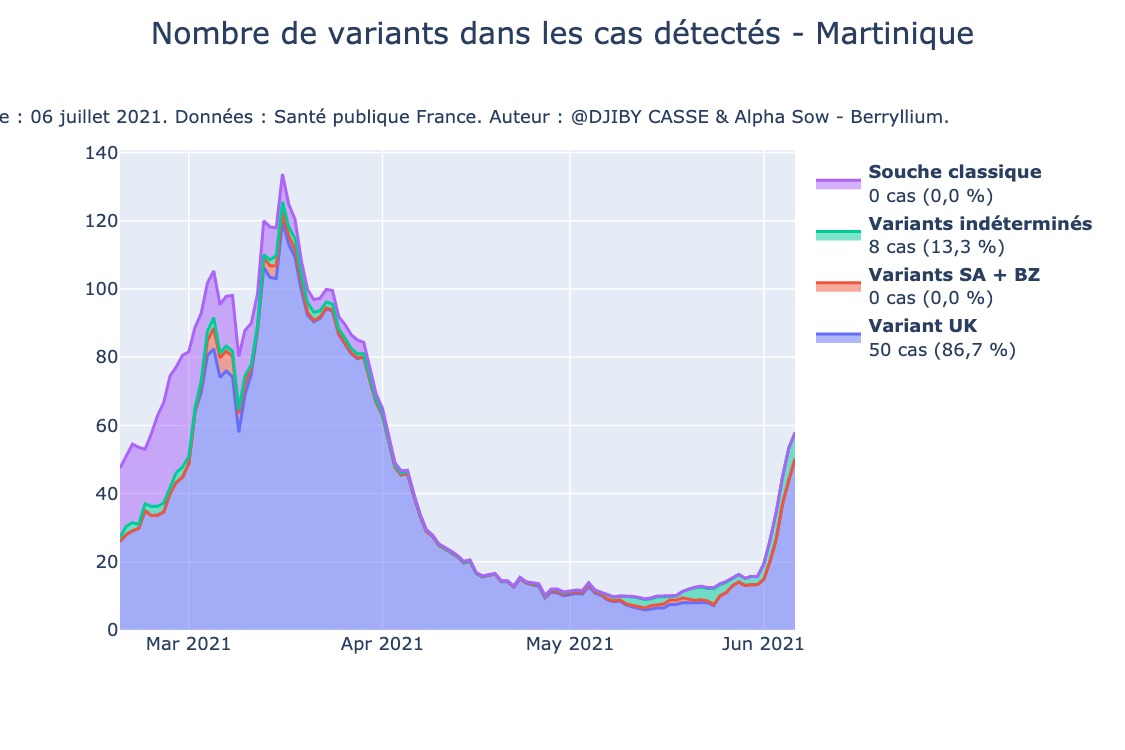 Nombre de variants dans les cas détectés - Martinique
e : 06 juillet 2021. Données : Santé publique France. Auteur : @DJIBY CASSE & Alpha Sow - Berryllium.
140
120
100
80
60
40
20
0
Mar 2021
Apr 2021
May 2021
Jun 2021
Souche classique
0 cas (0,0 %)
Variants indéterminés
8 cas (13,3 %)
Variants SA + BZ
0 cas (0,0 %)
Variant UK
50 cas (86,7 %)